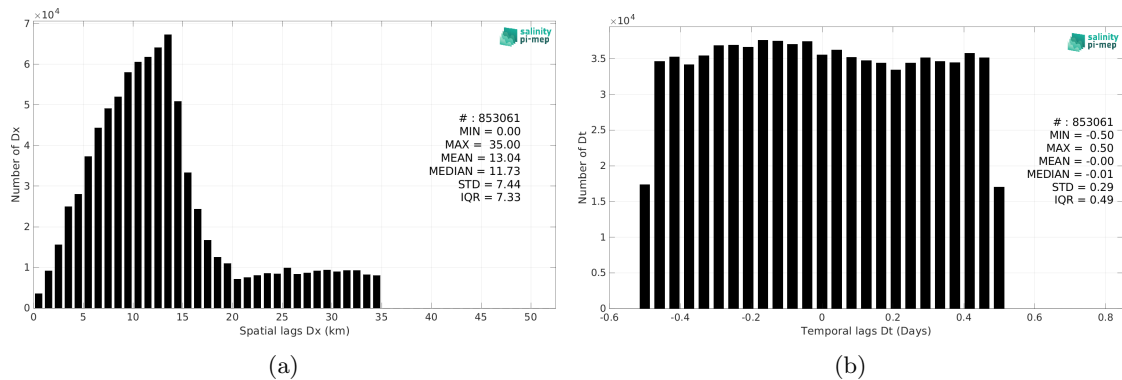 ×10⁴
7
6
5
4
3
2
1
0
Number of Dx
0 5 10 15 20 25 30 35 40 45 50
Spatial lags Dx (km)
salinity
pi-mep
# : 853061
MIN = 0.00
MAX = 35.00
MEAN = 13.04
MEDIAN = 11.73
STD = 7.44
IQR = 7.33
(a)
×10⁴
3.5
3
2.5
2
1.5
1
0.5
0
Number of Dt
-0.6 -0.4 -0.2 0 0.2 0.4 0.6 0.8
Temporal lags Dt (Days)
salinity
pi-mep
# : 853061
MIN = -0.50
MAX = 0.50
MEAN = -0.00
MEDIAN = -0.01
STD = 0.29
IQR = 0.49
(b)